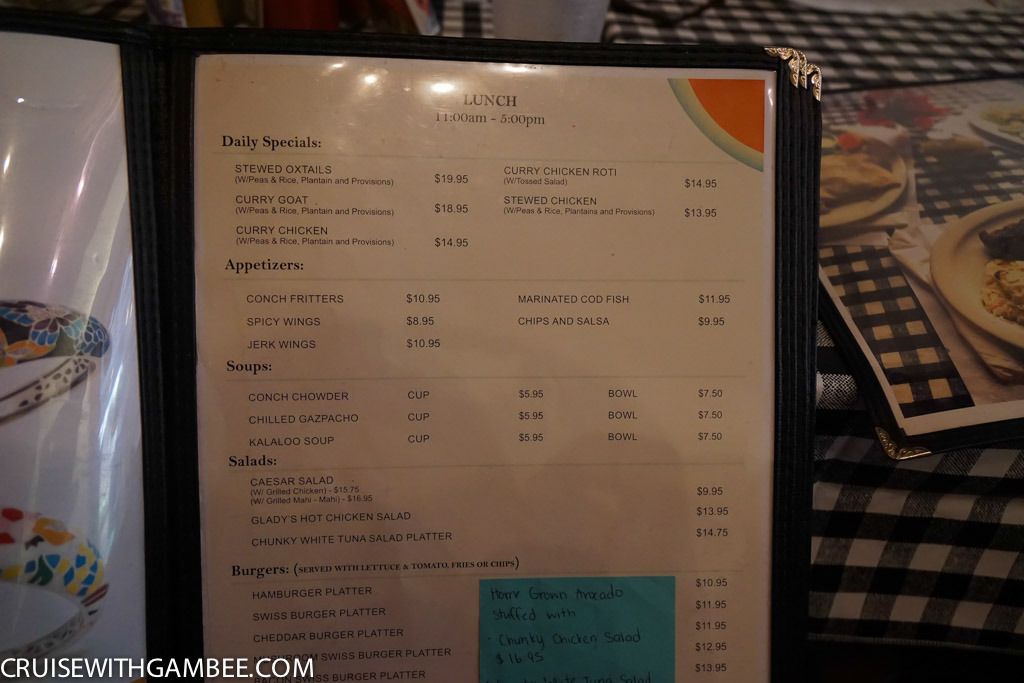 LUNCH
11:00am - 5:00pm
Daily Specials:
STEWED OXTAILS $19.95
(W/Peas & Rice, Plantain and Provisions)
CURRY GOAT $18.95
(W/Peas & Rice, Plantain and Provisions)
CURRY CHICKEN $14.95
(W/Peas & Rice, Plantain and Provisions)
CURRY CHICKEN ROTI $14.95
(W/Tossed Salad)
STEWED CHICKEN $13.95
(W/Peas & Rice, Plantains and Provisions)
Appetizers:
CONCH FRITTERS $10.95 MARINATED COD FISH $11.95
SPICY WINGS $8.95 CHIPS AND SALSA $9.95
JERK WINGS $10.95
Soups:
CONCH CHOWDER CUP $5.95 BOWL $7.50
CHILLED GAZPACHO CUP $5.95 BOWL $7.50
KALALOO SOUP CUP $5.95 BOWL $7.50
Salads:
CAESAR SALAD $9.95
(W/ Grilled Chicken) - $15.75
(W/ Grilled Mahi - Mahi) - $16.95
GLADY'S HOT CHICKEN SALAD $13.95
CHUNKY WHITE TUNA SALAD PLATTER $14.75
Burgers: (SERVED WITH LETTUCE & TOMATO, FRIES OR CHIPS)
HAMBURGER PLATTER $10.95
SWISS BURGER PLATTER $11.95
CHEDDAR BURGER PLATTER $11.95
MUSHROOM SWISS BURGER PLATTER $12.95
BACON SWISS BURGER PLATTER $13.95
Home Grown Avocado
stuffed with
- Chunky Chicken Salad
$16.95
White Tuna Salad
CRUISEWITHGAMBEE.COM